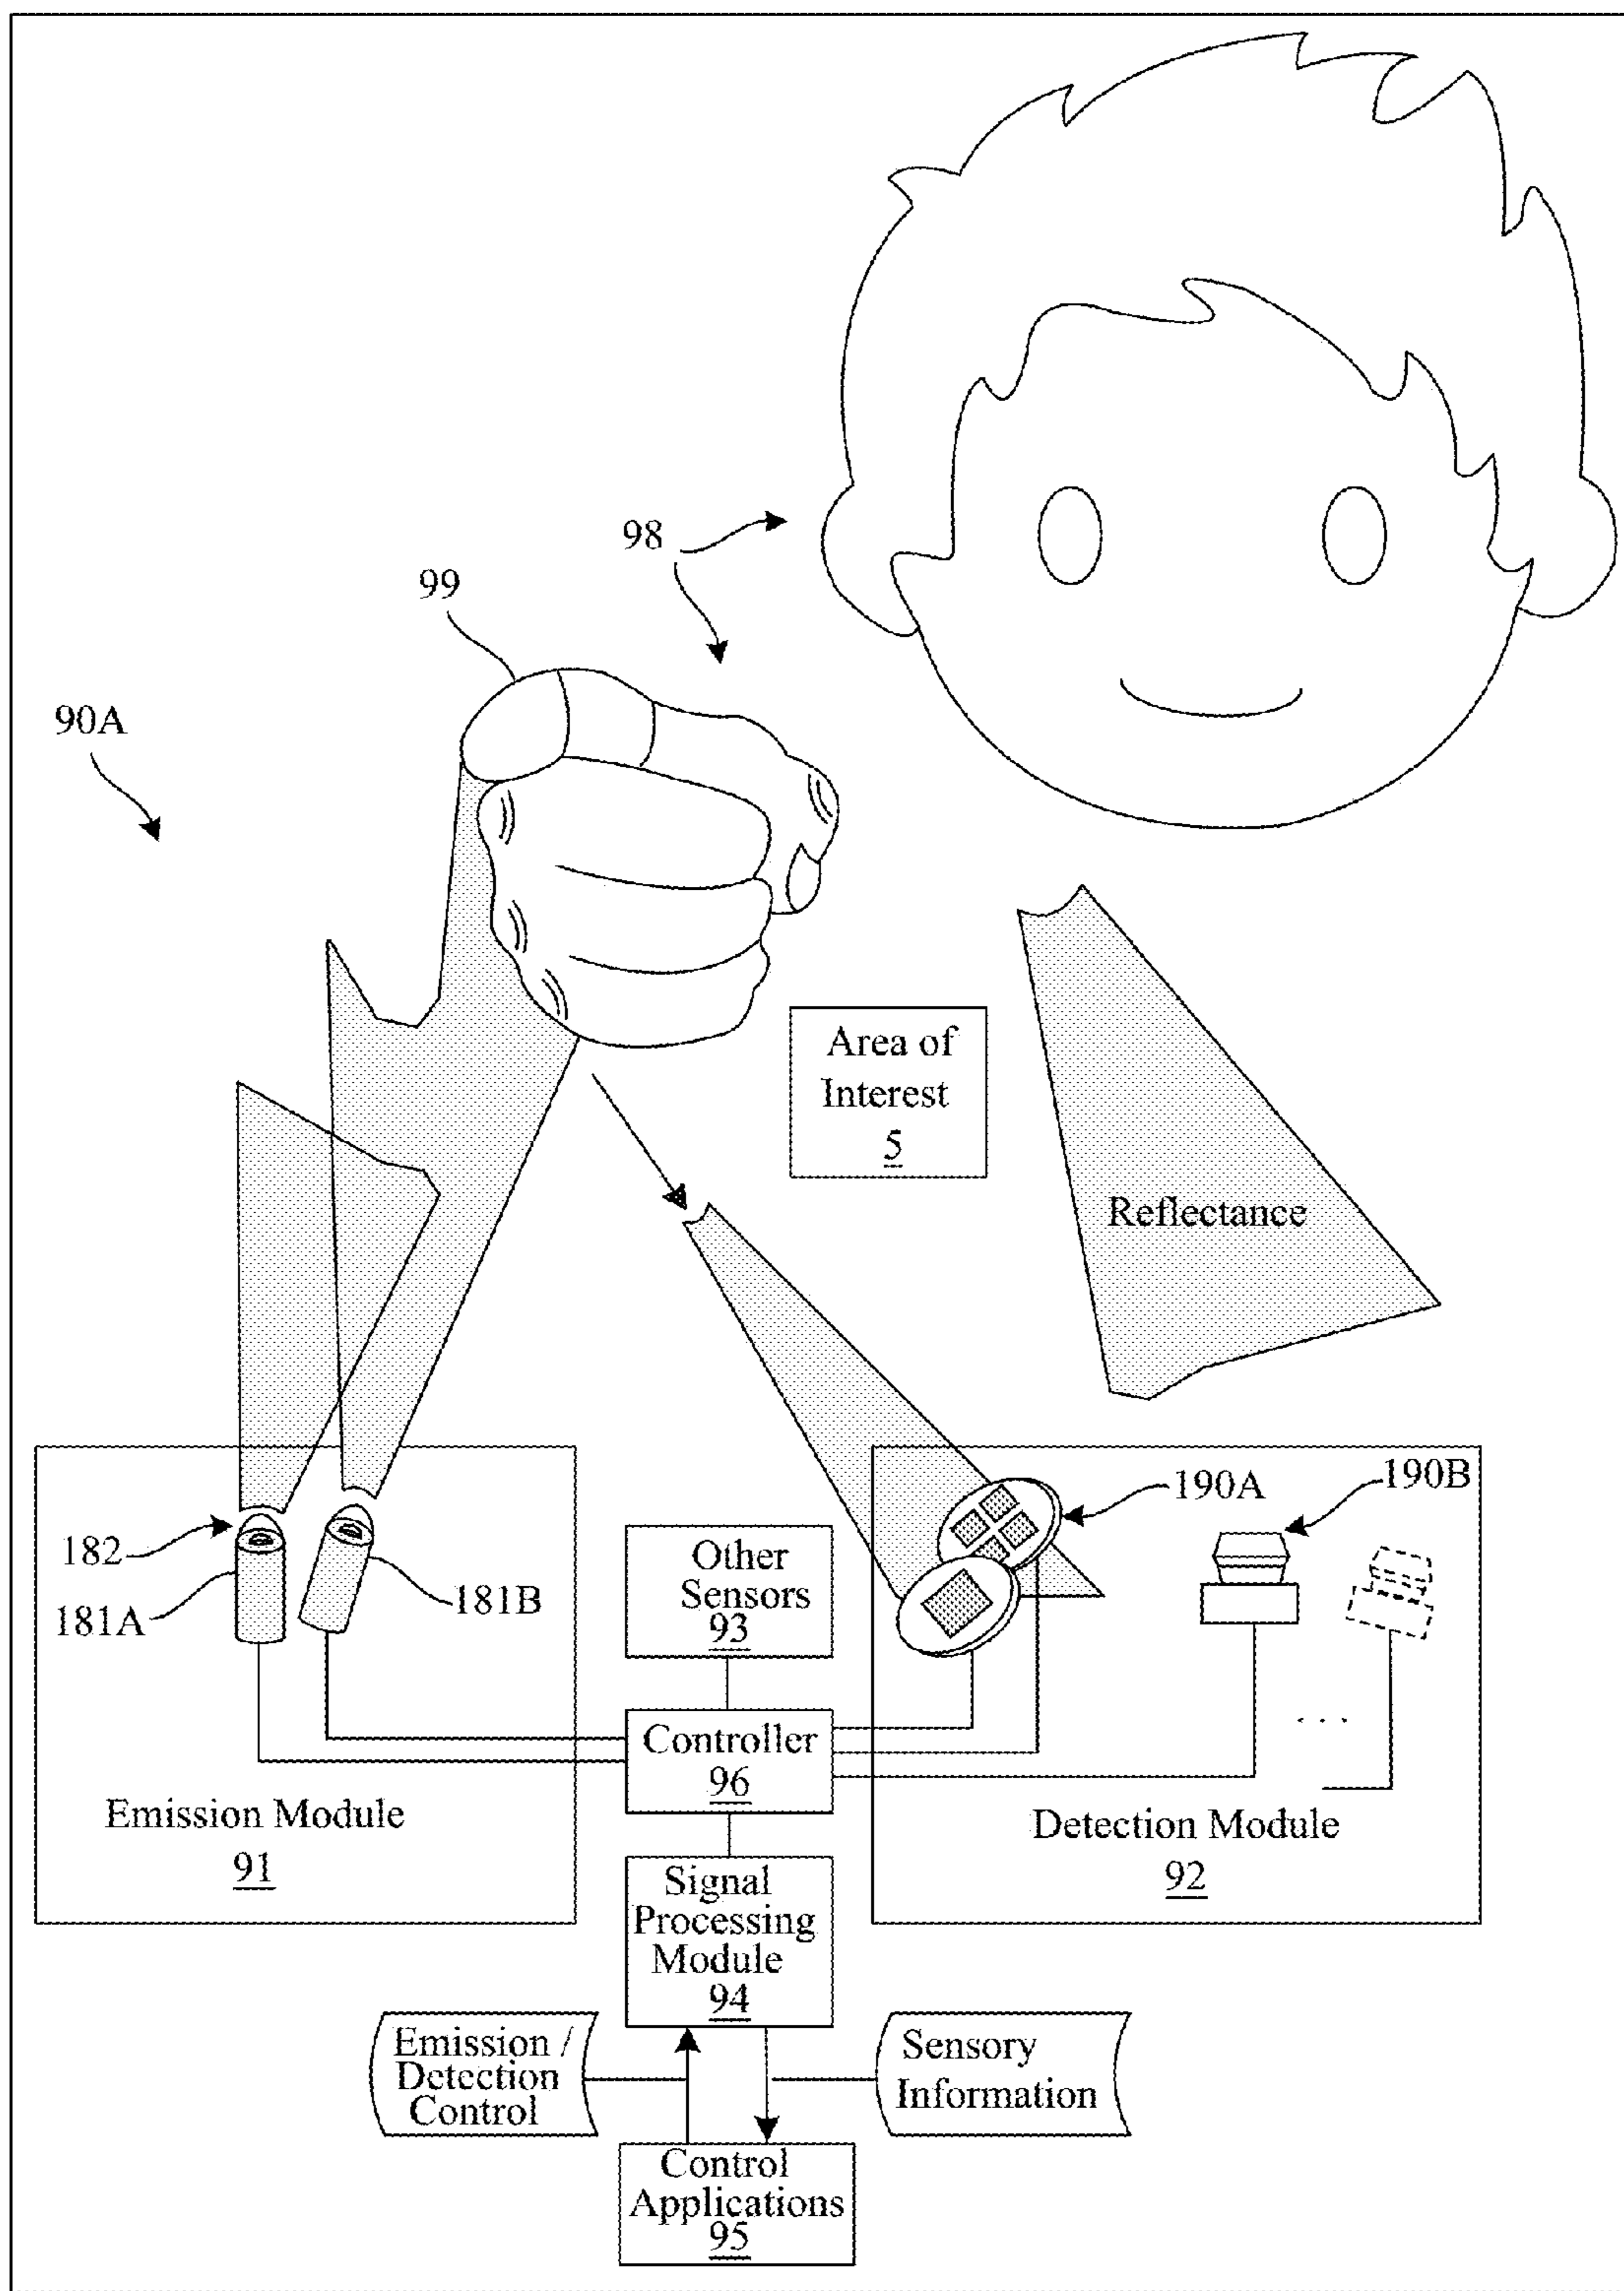 98
99
90A
Area of
Interest
5
Reflectance
190A
190B
182
181A
181B
Other
Sensors
93
Controller
96
Emission Module
91
Detection Module
92
. . .
Signal
Processing
Module
94
Emission /
Detection
Control
Sensory
Information
Control
Applications
95